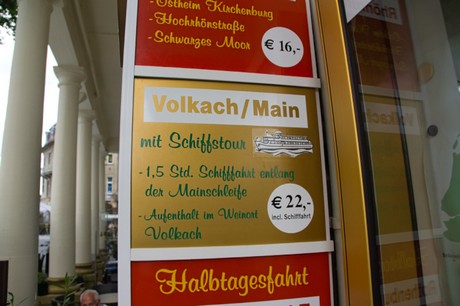 - Ostheim Kirchenburg
- Hochrhönstraße
- Schwarzes Moor
€ 16,-
Volkach/Main
mit Schiffstour
- 1,5 Std. Schifffahrt entlang
der Mainschleife
- Aufenthalt im Weinort
Volkach
€ 22,-
incl. Schifffahrt
Halbtagesfahrt